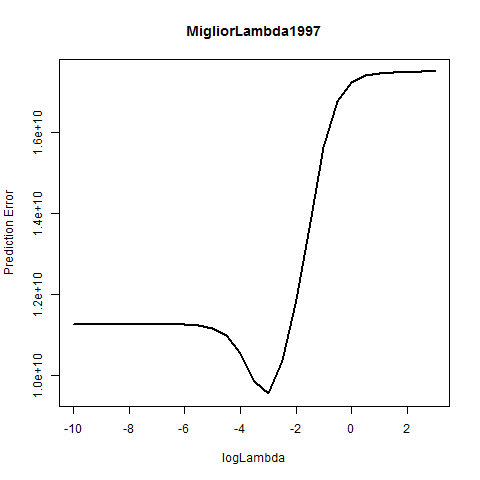 MigliorLambda1997
Prediction Error
1.6e+10
1.4e+10
1.2e+10
1.0e+10
-10
-8
-6
-4
-2
0
2
logLambda